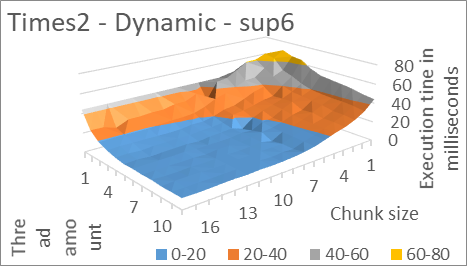 Times2 - Dynamic - sup6
80
60
40
20
0
Execution tine in
milliseconds
1
4
7
10
13
16
Chunk size
1
4
7
10
Thre
ad
amo
unt
0-20 20-40 40-60 60-80